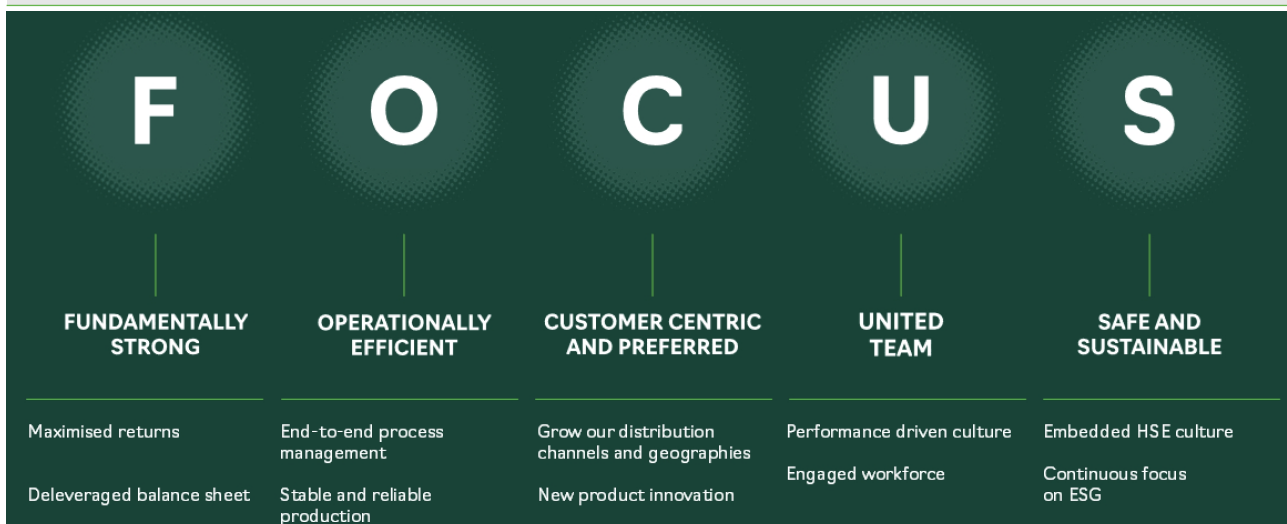 F
O
C
U
S
FUNDAMENTALLY
STRONG
OPERATIONALLY
EFFICIENT
CUSTOMER CENTRIC
AND PREFERRED
UNITED
TEAM
SAFE AND
SUSTAINABLE
Maximised returns
Deleveraged balance sheet
End-to-end process
management
Stable and reliable
production
Grow our distribution
channels and geographies
New product innovation
Performance driven culture
Engaged workforce
Embedded HSE culture
Continuous focus
on ESG